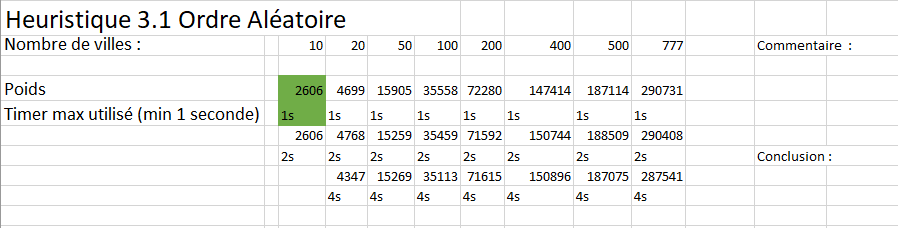 Heuristique 3.1 Ordre Aléatoire
Nombre de villes : 10 20 50 100 200 400 500 777 Commentaire :
Poids 2606 4699 15905 35558 72280 147414 187114 290731
Timer max utilisé (min 1 seconde) 1s 1s 1s 1s 1s 1s 1s 1s
2606 4768 15259 35459 71592 150744 188509 290408
2s 2s 2s 2s 2s 2s 2s 2s Conclusion :
4347 15269 35113 71615 150896 187075 287541
4s 4s 4s 4s 4s 4s 4s